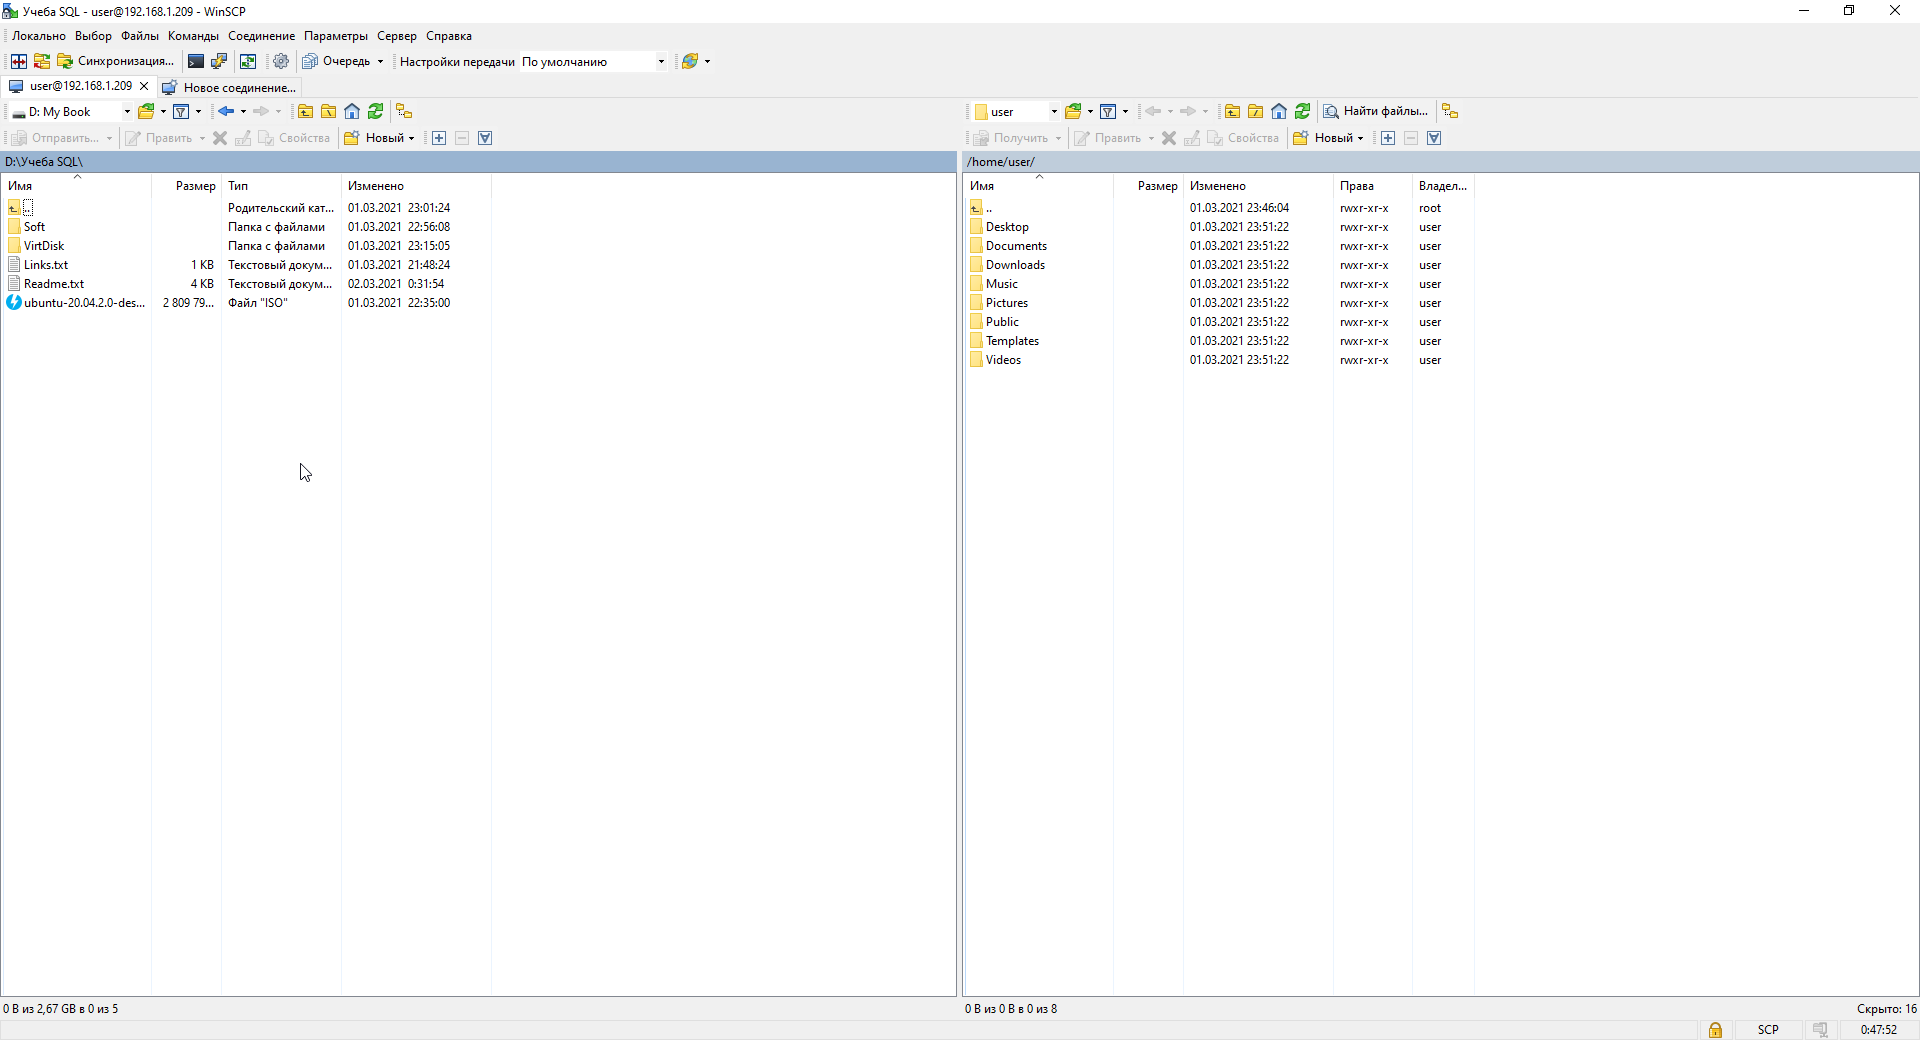 Учеба SQL - user@192.168.1.209 - WinSCP
Локально Выбор Файлы Команды Соединение Параметры Сервер Справка
Синхронизация... Очередь Настройки передачи По умолчанию
user@192.168.1.209 Новое соединение...
D: My Book
Отправить... Править Свойства Новый
D:\Учеба SQL\
Имя Размер Тип Изменено
.. Родительский кат... 01.03.2021 23:01:24
Soft Папка с файлами 01.03.2021 22:56:08
VirtDisk Папка с файлами 01.03.2021 23:15:05
Links.txt 1 KB Текстовый докум... 01.03.2021 21:48:24
Readme.txt 4 KB Текстовый докум... 02.03.2021 0:31:54
ubuntu-20.04.2.0-des... 2 809 79... Файл "ISO" 01.03.2021 22:35:00
0 B из 2,67 GB в 0 из 5
user Найти файлы...
Получить Править Свойства Новый
/home/user/
Имя Размер Изменено Права Владел...
.. 01.03.2021 23:46:04 rwxr-xr-x root
Desktop 01.03.2021 23:51:22 rwxr-xr-x user
Documents 01.03.2021 23:51:22 rwxr-xr-x user
Downloads 01.03.2021 23:51:22 rwxr-xr-x user
Music 01.03.2021 23:51:22 rwxr-xr-x user
Pictures 01.03.2021 23:51:22 rwxr-xr-x user
Public 01.03.2021 23:51:22 rwxr-xr-x user
Templates 01.03.2021 23:51:22 rwxr-xr-x user
Videos 01.03.2021 23:51:22 rwxr-xr-x user
0 B из 0 B в 0 из 8 Скрыто: 16
SCP 0:47:52